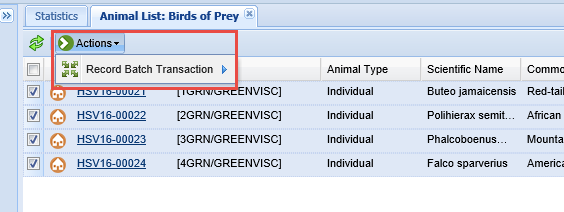 Statistics Animal List: Birds of Prey
Actions
Record Batch Transaction
Animal Type Scientific Name Commo
HSV16-00021 [1GRN/GREENVISC] Individual Buteo jamaicensis Red-tail
HSV16-00022 [2GRN/GREENVISC] Individual Polihierax semit... African
HSV16-00023 [3GRN/GREENVISC] Individual Phalcoboenus... Mounta
HSV16-00024 [4GRN/GREENVISC] Individual Falco sparverius America